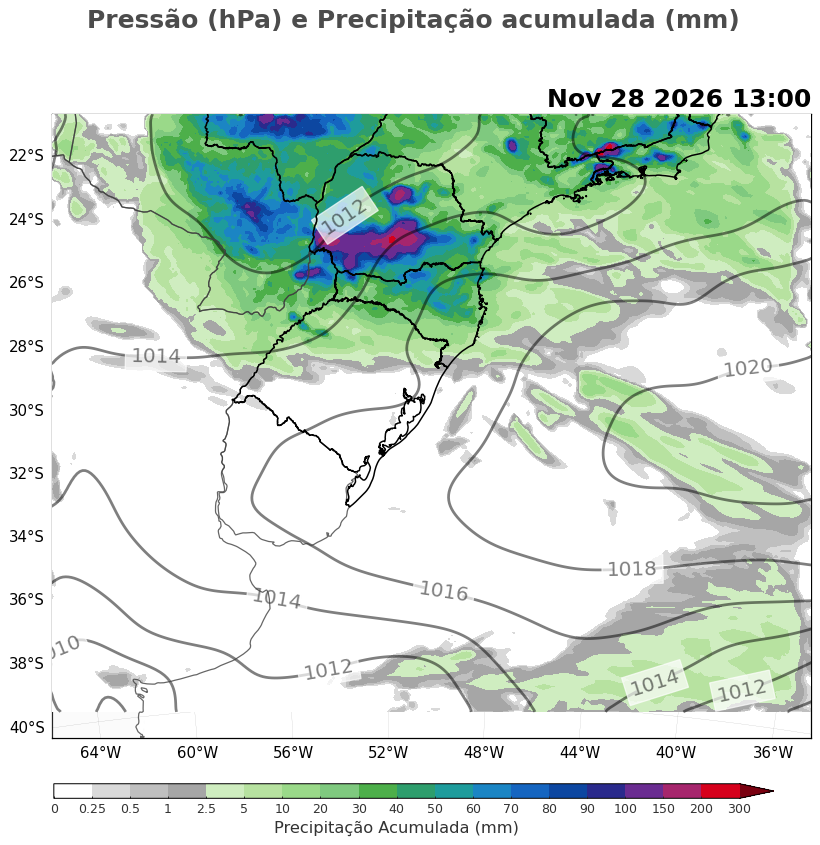 Pressão (hPa) e Precipitação acumulada (mm)
Nov 28 2026 13:00
22°S
24°S
26°S
28°S
30°S
32°S
34°S
36°S
38°S
40°S
1012
1014
1020
1018
1016
1014
1012
010
1014
1012
64°W 60°W 56°W 52°W 48°W 44°W 40°W 36°W
0 0.25 0.5 1 2.5 5 10 20 30 40 50 60 70 80 90 100 150 200 300
Precipitação Acumulada (mm)